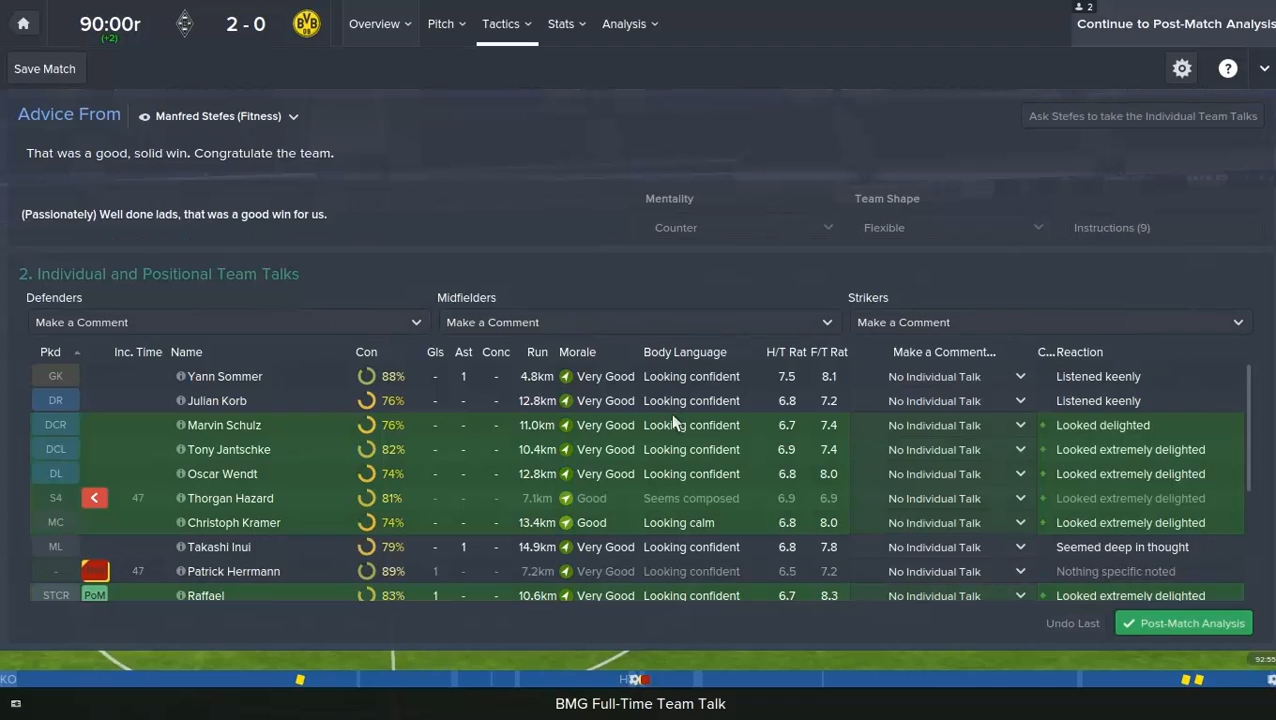 90:00r
(+2)
2 - 0
BVB
09
Overview
Pitch
Tactics
Stats
Analysis
2
Continue to Post-Match Analysis
Save Match
?
Advice From
Manfred Stefes (Fitness)
Ask Stefes to take the Individual Team Talks
That was a good, solid win. Congratulate the team.
(Passionately) Well done lads, that was a good win for us.
Mentality
Team Shape
Counter
Flexible
Instructions (9)
2. Individual and Positional Team Talks
Defenders
Midfielders
Strikers
Make a Comment
Make a Comment
Make a Comment
Pkd Inc. Time Name Con Gls Ast Conc Run Morale Body Language H/T Rat F/T Rat Make a Comment... C... Reaction
GK Yann Sommer 88% - 1 - 4.8km Very Good Looking confident 7.5 8.1 No Individual Talk Listened keenly
DR Julian Korb 76% - - - 12.8km Very Good Looking confident 6.8 7.2 No Individual Talk Listened keenly
DCR Marvin Schulz 76% - - - 11.0km Very Good Looking confident 6.7 7.4 No Individual Talk Looked delighted
DCL Tony Jantschke 82% - - - 10.4km Very Good Looking confident 6.9 7.4 No Individual Talk Looked extremely delighted
DL Oscar Wendt 74% - - - 12.8km Very Good Looking confident 6.8 8.0 No Individual Talk Looked extremely delighted
S4 47 Thorgan Hazard 81% - - - 7.1km Good Seems composed 6.9 6.9 No Individual Talk Looked extremely delighted
MC Christoph Kramer 74% - - - 13.4km Good Looking calm 6.8 8.0 No Individual Talk Looked extremely delighted
ML Takashi Inui 79% - 1 - 14.9km Very Good Looking confident 6.8 7.8 No Individual Talk Seemed deep in thought
- 47 Patrick Herrmann 89% 1 - - 7.2km Very Good Looking confident 6.5 7.2 No Individual Talk Nothing specific noted
STCR PoM Raffael 83% 1 - - 10.6km Very Good Looking confident 6.7 8.3 No Individual Talk Looked extremely delighted
Undo Last
Post-Match Analysis
92:55
KO
BMG Full-Time Team Talk